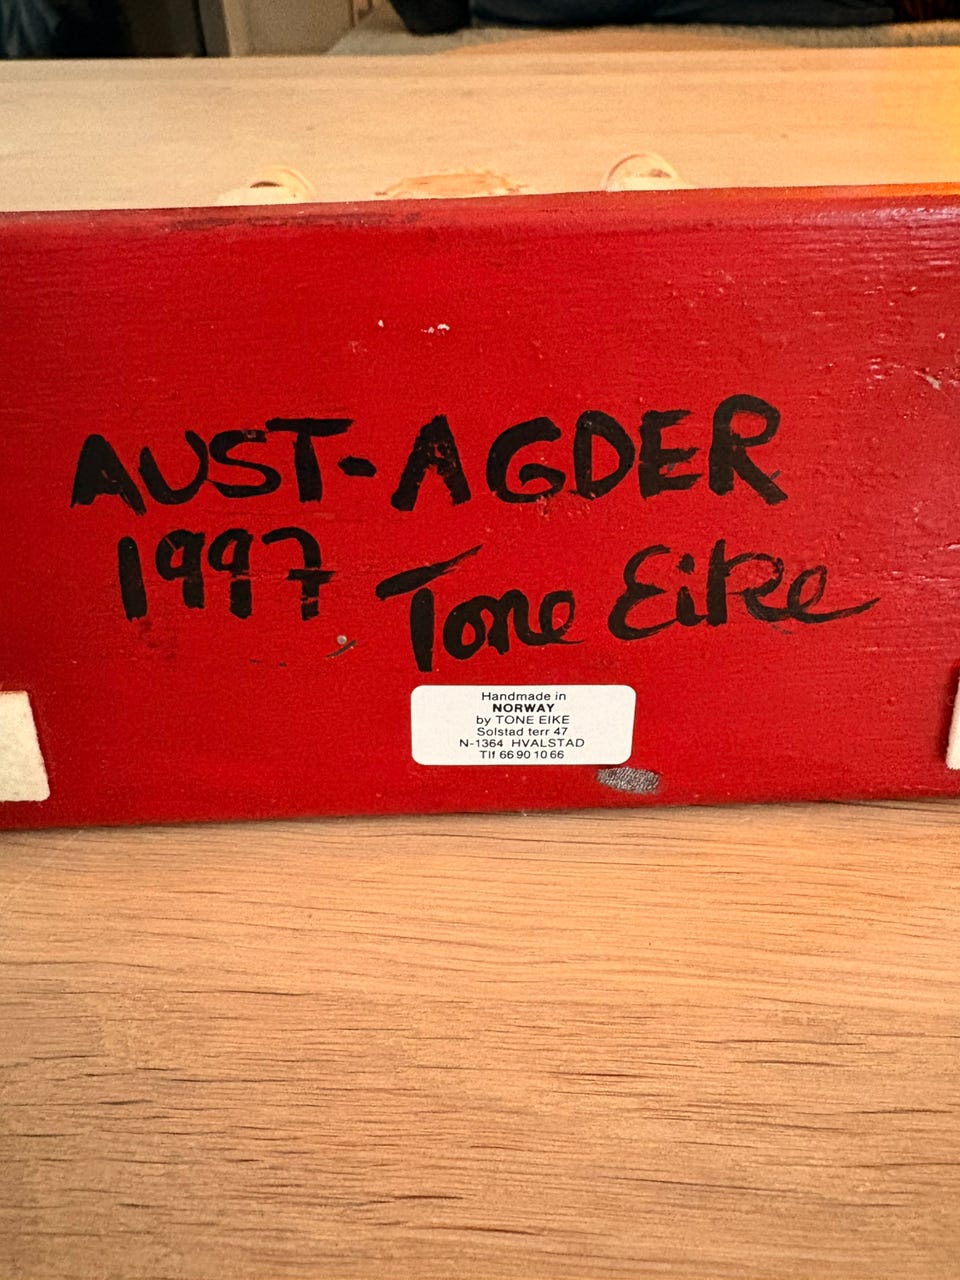 AUST-AGDER
1997 Tone Eike
Handmade in
NORWAY
by TONE EIKE
Solstad terr 47
N-1364 HVALSTAD
Tlf 66 90 10 66